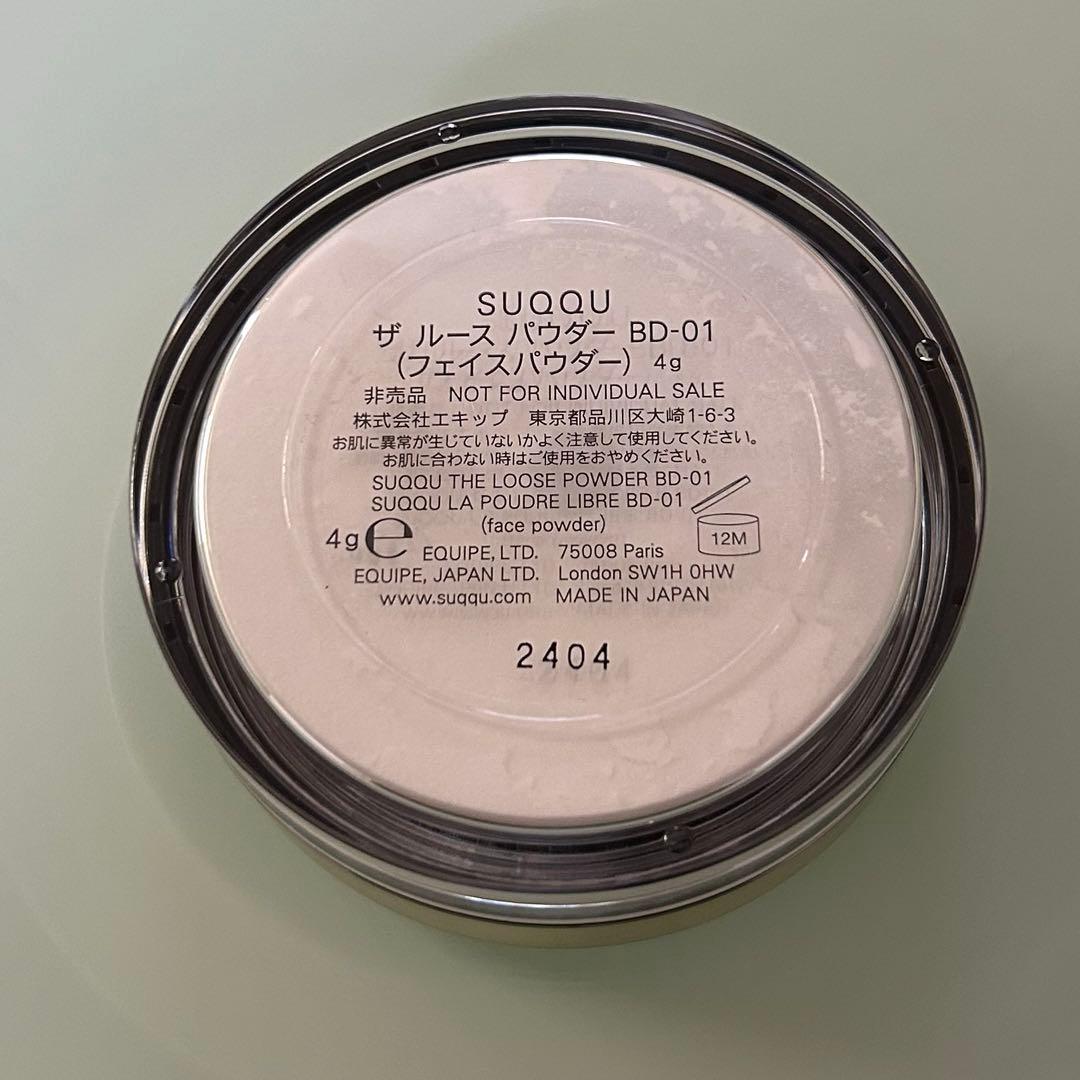 SUQQU
ザ ルース パウダー BD-01
(フェイスパウダー) 4g
非売品 NOT FOR INDIVIDUAL SALE
株式会社エキップ 東京都品川区大崎1-6-3
お肌に異常が生じていないかよく注意して使用してください。
お肌に合わない時はご使用をおやめください。
SUQQU THE LOOSE POWDER BD-01
SUQQU LA POUDRE LIBRE BD-01
(face powder)
12M
4g e EQUIPE, LTD. 75008 Paris
EQUIPE, JAPAN LTD. London SW1H 0HW
www.suqqu.com MADE IN JAPAN
2404